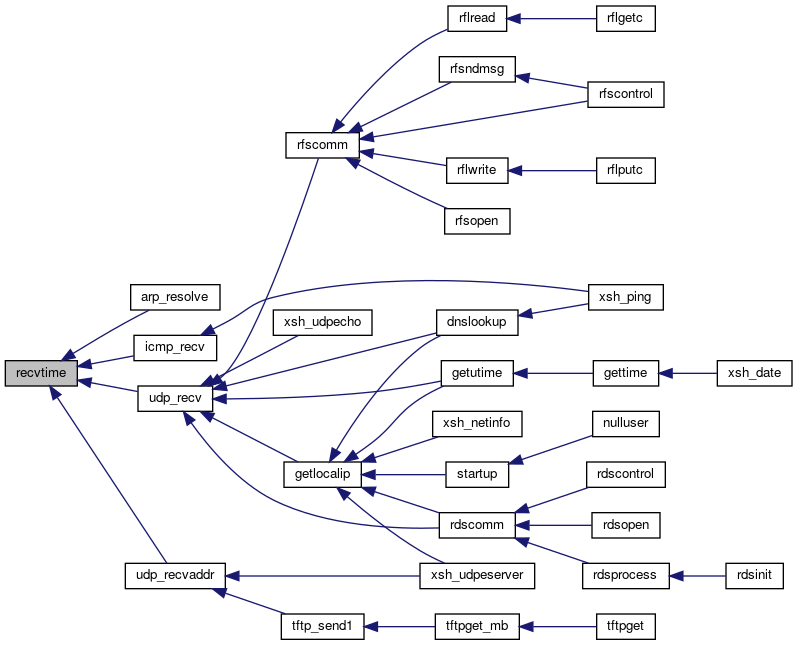 rflread
rflgetc
rfsndmsg
rfscontrol
rfscomm
rflwrite
rflputc
rfsopen
arp_resolve
xsh_ping
xsh_udpecho
dnslookup
icmp_recv
recvtime
getutime
gettime
xsh_date
udp_recv
xsh_netinfo
nulluser
getlocalip
startup
rdscontrol
rdscomm
rdsopen
udp_recvaddr
xsh_udpeserver
rdsprocess
rdsinit
tftp_send1
tftpget_mb
tftpget